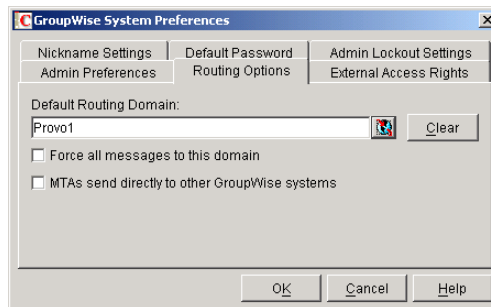 GroupWise System Preferences
Nickname Settings Default Password Admin Lockout Settings
Admin Preferences Routing Options External Access Rights
Default Routing Domain:
Provo1 Clear
Force all messages to this domain
MTAs send directly to other GroupWise systems
OK Cancel Help